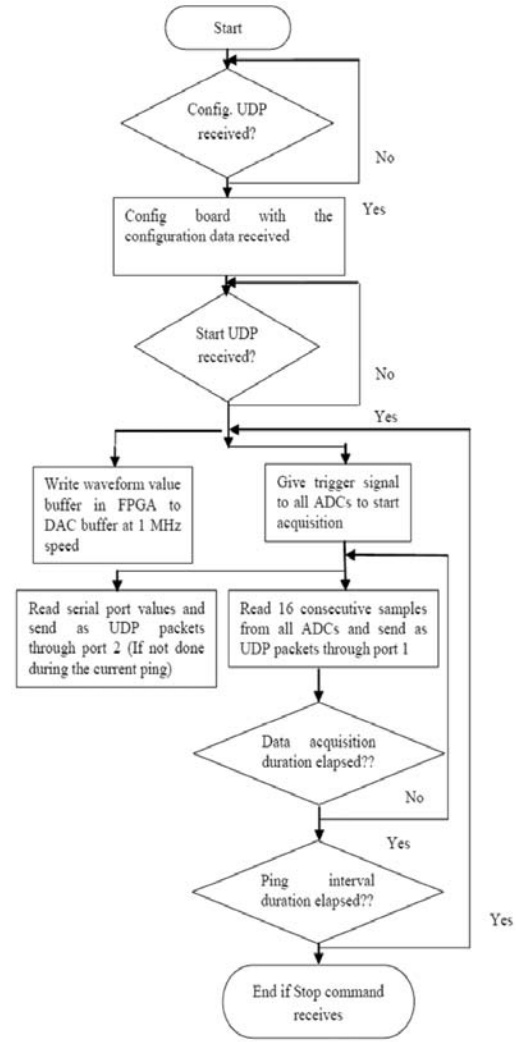 Start
Config. UDP
received?
No
Yes
Config board with the
configuration data received
Start UDP
received?
No
Yes
Write waveform value
buffer in FPGA to
DAC buffer at 1 MHz
speed
Give trigger signal
to all ADCs to start
acquisition
Read serial port values and
send as UDP packets
through port 2 (If not done
during the current ping)
Read 16 consecutive samples
from all ADCs and send as
UDP packets through port 1
Data acquisition
duration elapsed??
No
Yes
Ping interval
duration elapsed??
Yes
End if Stop command
receives